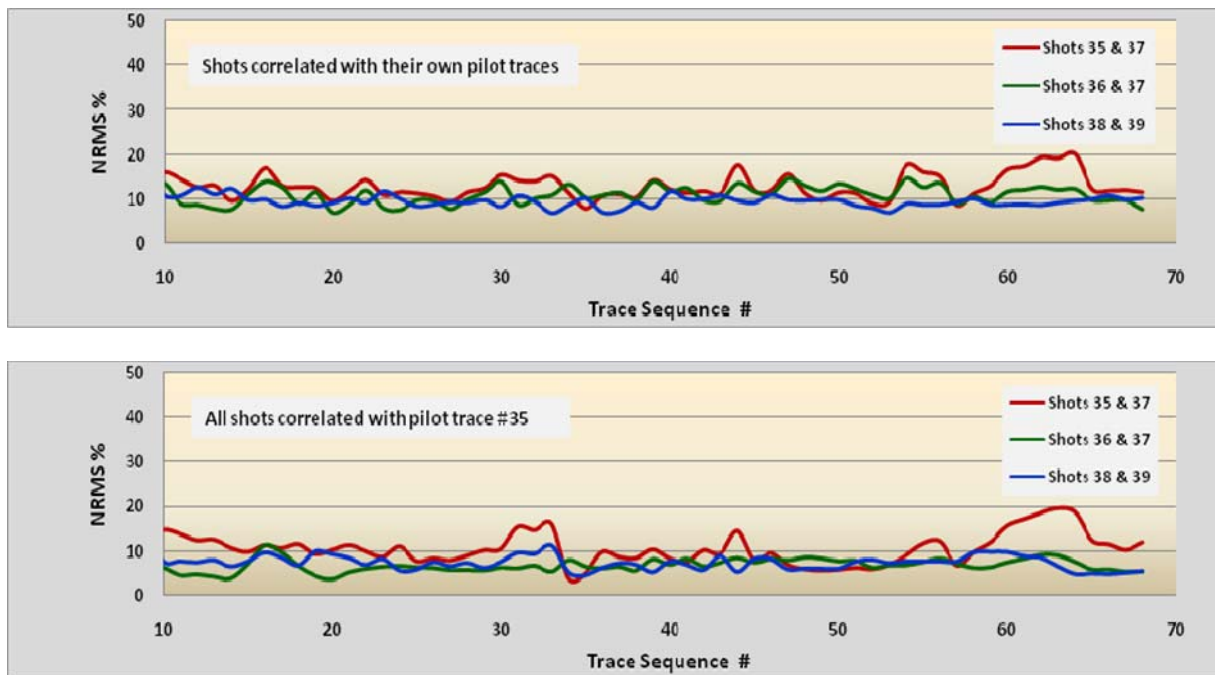 50
40
30
20
10
0
NRMS %
Shots correlated with their own pilot traces
Shots 35 & 37
Shots 36 & 37
Shots 38 & 39
10 20 30 40 50 60 70
Trace Sequence #
50
40
30
20
10
0
NRMS %
All shots correlated with pilot trace #35
Shots 35 & 37
Shots 36 & 37
Shots 38 & 39
10 20 30 40 50 60 70
Trace Sequence #